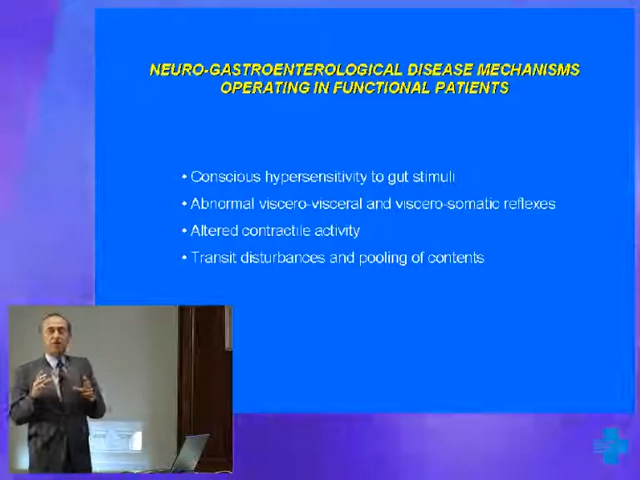 NEURO-GASTROENTEROLOGICAL DISEASE MECHANISMS
OPERATING IN FUNCTIONAL PATIENTS
• Conscious hypersensitivity to gut stimuli
• Abnormal viscero-visceral and viscero-somatic reflexes
• Altered contractile activity
• Transit disturbances and pooling of contents